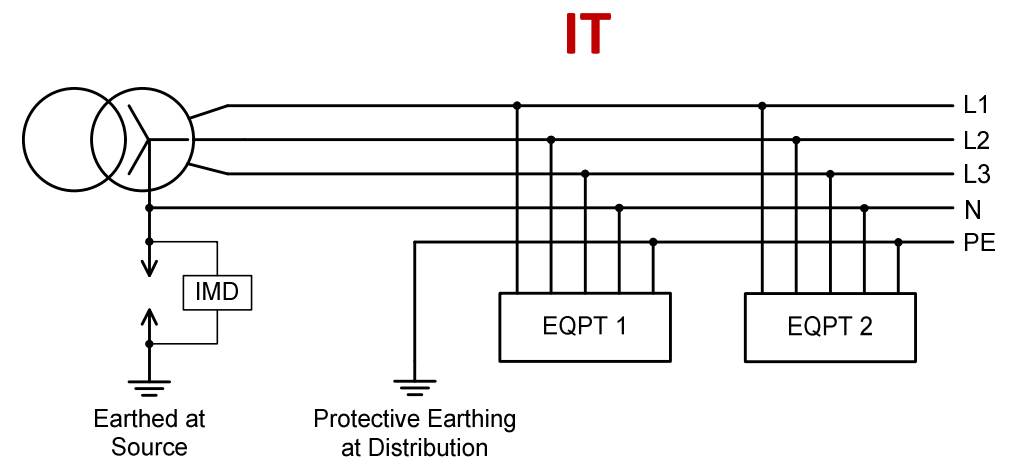 IT
L1
L2
L3
N
PE
IMD
EQPT 1
EQPT 2
Earthed at
Source
Protective Earthing
at Distribution